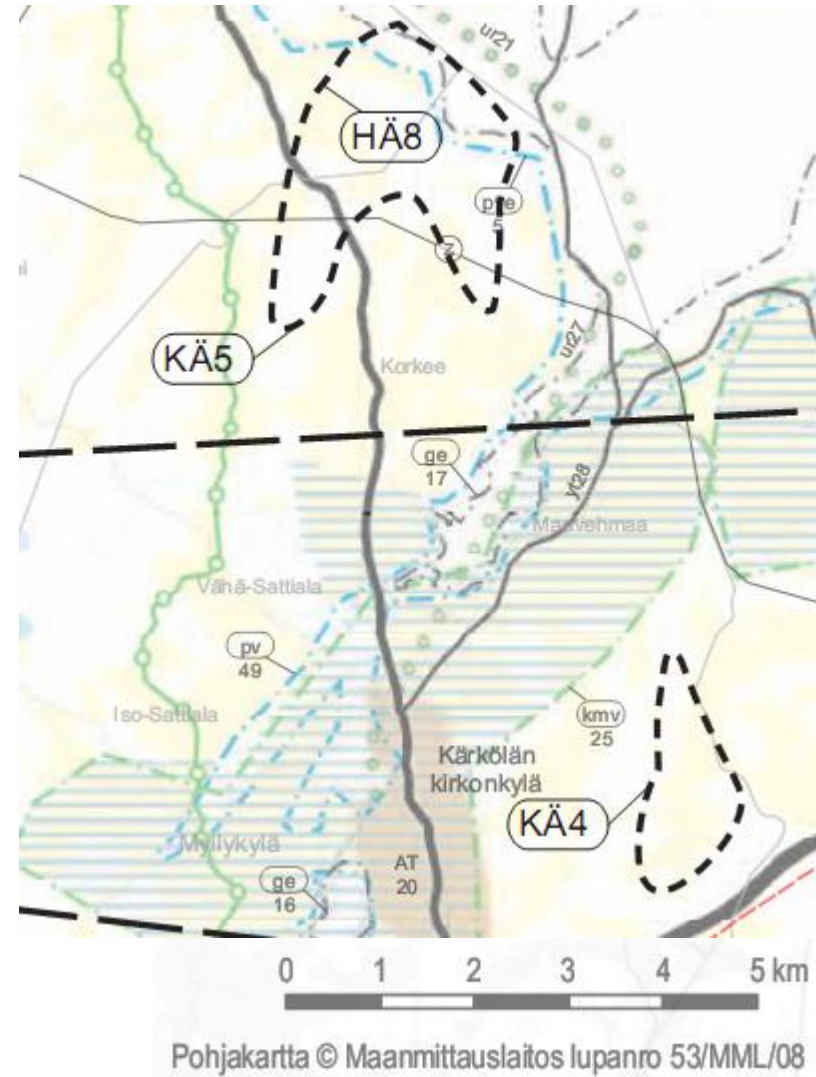 ur21
HÄ8
pve
5
Z
KÄ5
ur27
Korkee
ge
17
yt28
Maavehmaa
Vähä-Sattiala
pv
49
Iso-Sattiala
kmv
25
Kärkölän
kirkonkylä
KÄ4
Myllykylä
AT
20
ge
16
0 1 2 3 4 5 km
Pohjakartta © Maanmittauslaitos lupanro 53/MML/08